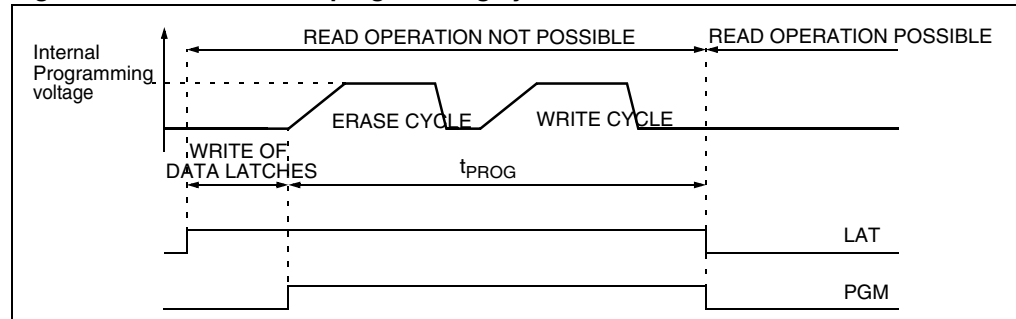 READ OPERATION NOT POSSIBLE
READ OPERATION POSSIBLE
Internal
Programming
voltage
ERASE CYCLE
WRITE CYCLE
WRITE OF
DATA LATCHES
tPROG
LAT
PGM